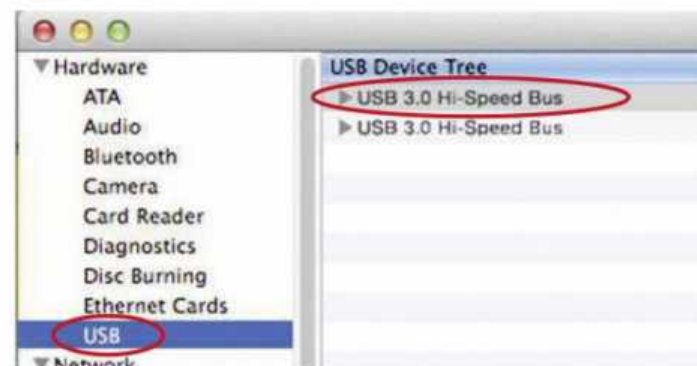 Hardware
ATA
Audio
Bluetooth
Camera
Card Reader
Diagnostics
Disc Burning
Ethernet Cards
USB
Network
USB Device Tree
USB 3.0 Hi-Speed Bus
USB 3.0 Hi-Speed Bus